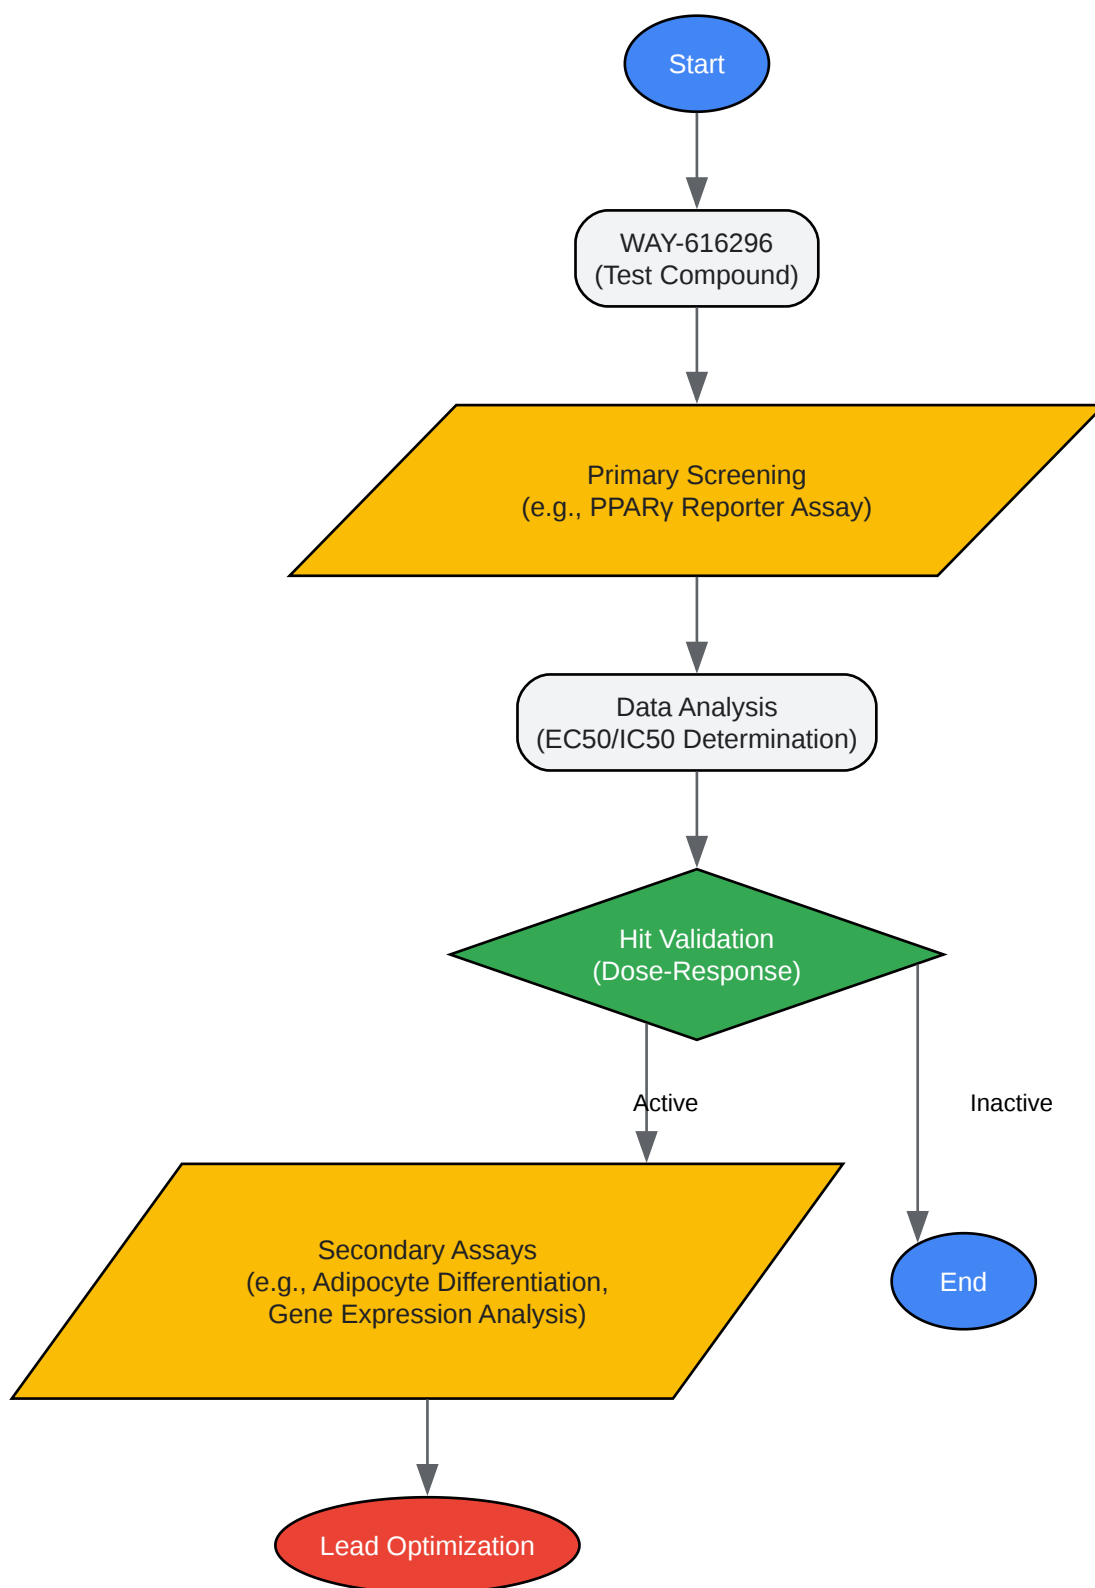 Start
WAY-616296
(Test Compound)
Primary Screening
(e.g., PPARγ Reporter Assay)
Data Analysis
(EC50/IC50 Determination)
Hit Validation
(Dose-Response)
Active
Inactive
Secondary Assays
(e.g., Adipocyte Differentiation,
Gene Expression Analysis)
End
Lead Optimization